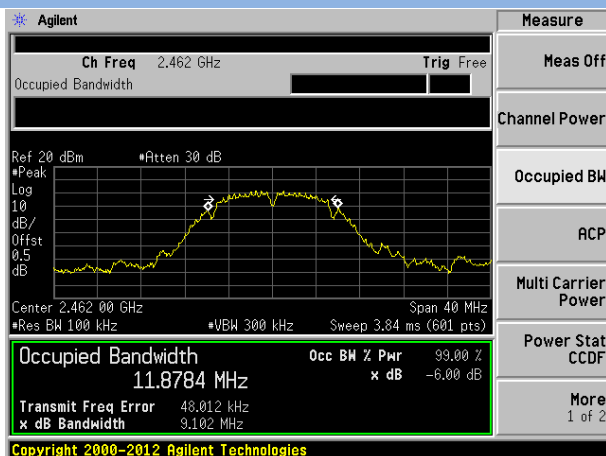 Agilent
Measure
Ch Freq 2.462 GHz Trig Free
Occupied Bandwidth
Meas Off
Channel Power
Occupied BW
ACP
Multi Carrier
Power
Power Stat
CCDF
More
1 of 2
Ref 20 dBm #Atten 30 dB
#Peak
Log
10
dB/
Offst
0.5
dB
Center 2.462 00 GHz Span 40 MHz
#Res BW 100 kHz #VBW 300 kHz Sweep 3.84 ms (601 pts)
Occupied Bandwidth Occ BW % Pwr 99.00 %
11.8784 MHz x dB -6.00 dB
Transmit Freq Error 48.012 kHz
x dB Bandwidth 9.102 MHz
Copyright 2000-2012 Agilent Technologies